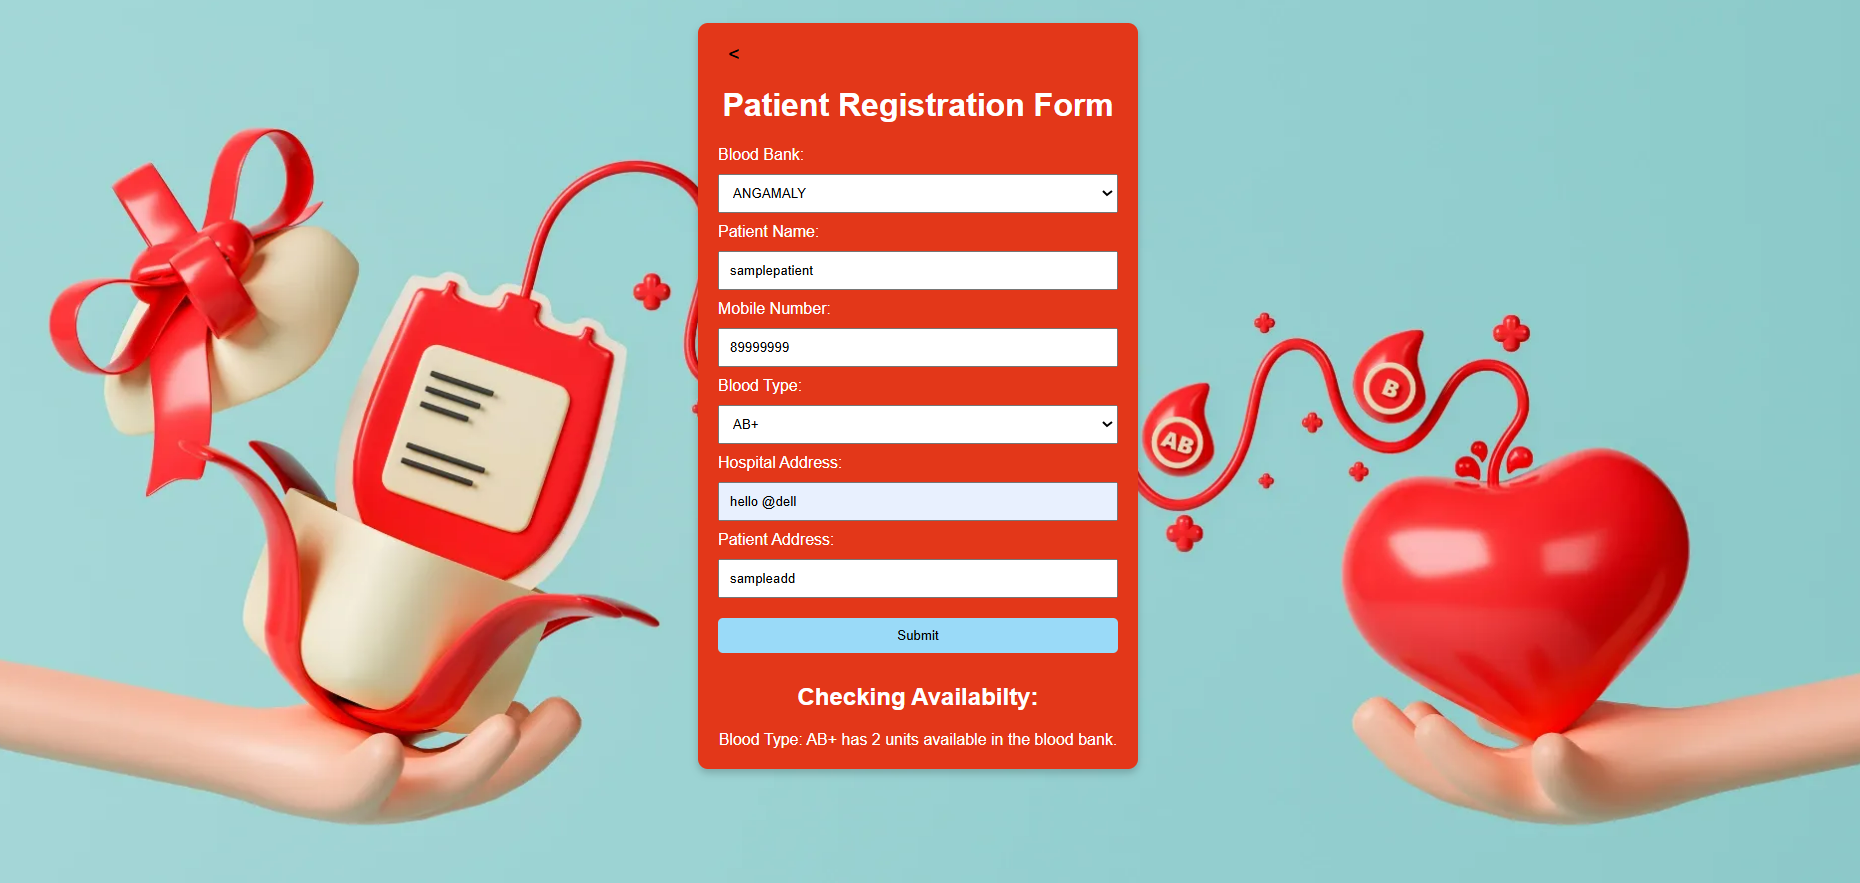 <
Patient Registration Form
Blood Bank:
ANGAMALY
Patient Name:
samplepatient
Mobile Number:
89999999
Blood Type:
AB+
Hospital Address:
hello @dell
Patient Address:
sampleadd
Submit
Checking Availabilty:
Blood Type: AB+ has 2 units available in the blood bank.
AB
B